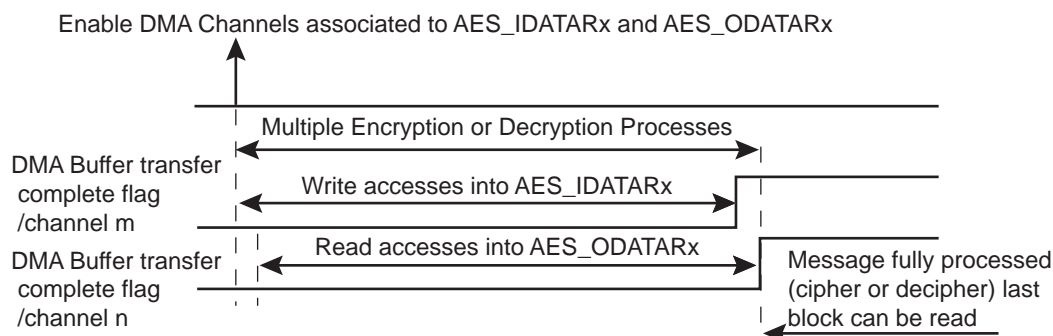 Enable DMA Channels associated to AES_IDATARx and AES_ODATARx
Multiple Encryption or Decryption Processes
DMA Buffer transfer
complete flag
/channel m
Write accesses into AES_IDATARx
Read accesses into AES_ODATARx
DMA Buffer transfer
complete flag
/channel n
Message fully processed
(cipher or decipher) last
block can be read